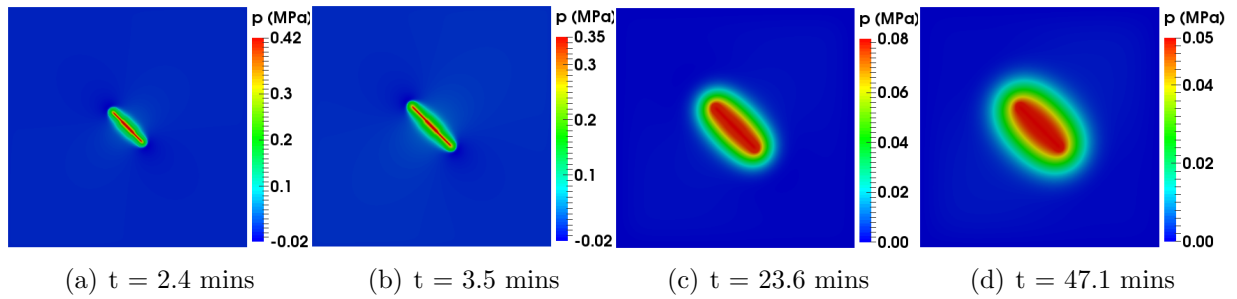 p (MPa)
0.42
0.3
0.2
0.1
-0.02
(a) t = 2.4 mins
p (MPa)
0.35
0.3
0.2
0.1
-0.02
(b) t = 3.5 mins
p (MPa)
0.08
0.06
0.04
0.02
0.00
(c) t = 23.6 mins
p (MPa)
0.05
0.04
0.02
0.00
(d) t = 47.1 mins